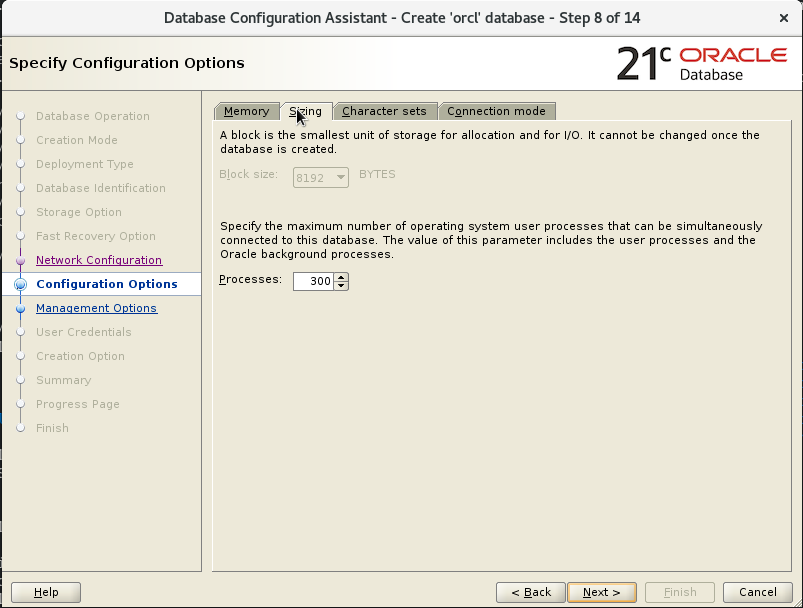 Database Configuration Assistant - Create 'orcl' database - Step 8 of 14
Specify Configuration Options
21c ORACLE
Database
Database Operation
Creation Mode
Deployment Type
Database Identification
Storage Option
Fast Recovery Option
Network Configuration
Configuration Options
Management Options
User Credentials
Creation Option
Summary
Progress Page
Finish
Memory Sizing Character sets Connection mode
A block is the smallest unit of storage for allocation and for I/O. It cannot be changed once the
database is created.
Block size: 8192 BYTES
Specify the maximum number of operating system user processes that can be simultaneously
connected to this database. The value of this parameter includes the user processes and the
Oracle background processes.
Processes: 300
Help < Back Next > Finish Cancel